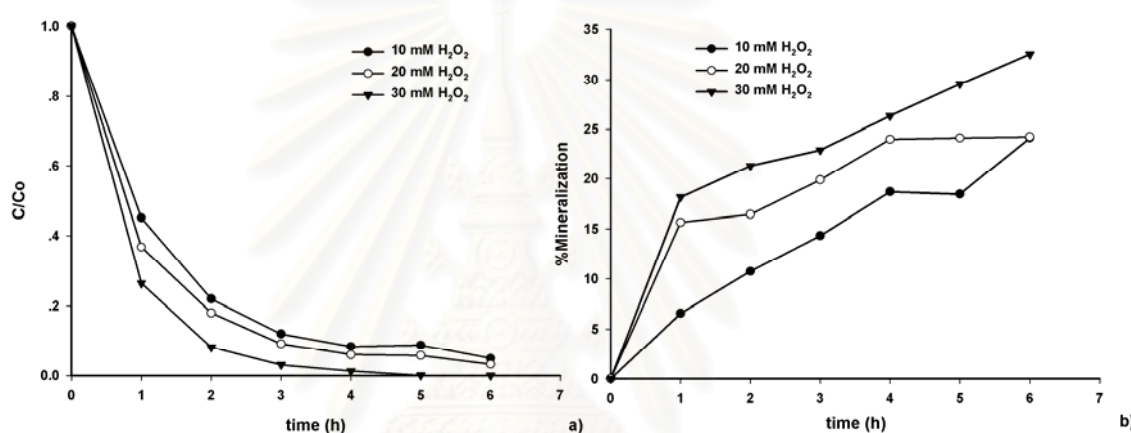 1.0
.8
.6
.4
.2
0.0
C/Co
0 1 2 3 4 5 6 7
time (h)
a)
10 mM H₂O₂
20 mM H₂O₂
30 mM H₂O₂
35
30
25
20
15
10
5
0
%Mineralization
0 1 2 3 4 5 6 7
time (h)
b)
10 mM H₂O₂
20 mM H₂O₂
30 mM H₂O₂